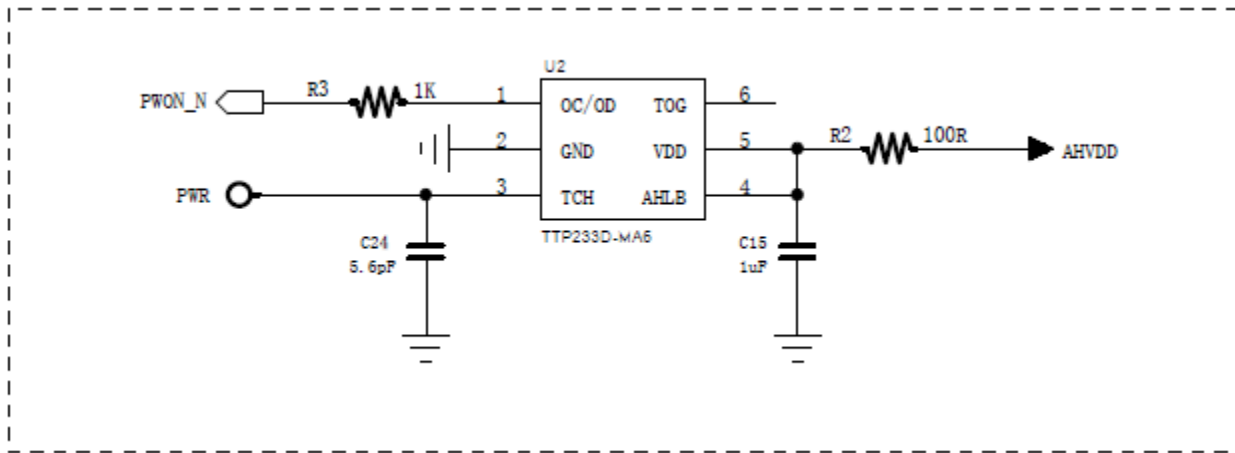 U2
PWON_N R3 1K 1 OC/OD TOG 6
2 GND VDD 5 R2 100R AHVDD
PWR 3 TCH AHLB 4
TTP233D-MA6
C24
5.6pF
C15
1uF